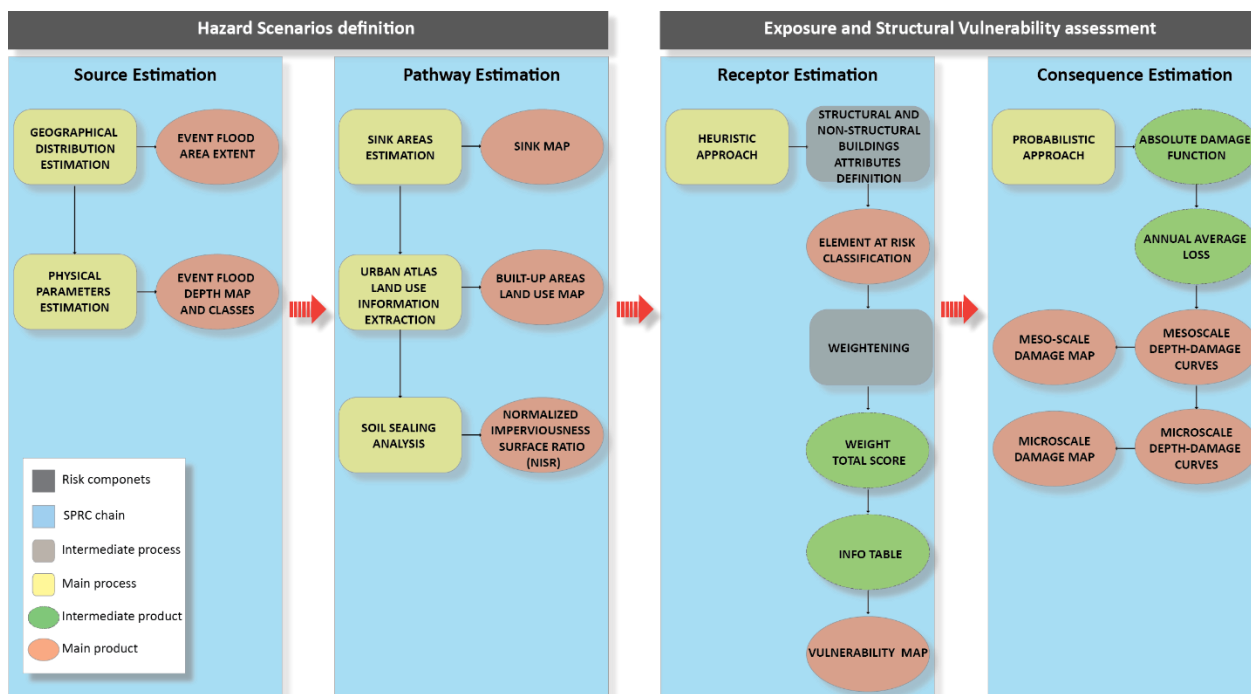 Hazard Scenarios definition
Exposure and Structural Vulnerability assessment
Source Estimation
GEOGRAPHICAL
DISTRIBUTION
ESTIMATION
EVENT FLOOD
AREA EXTENT
PHYSICAL
PARAMETERS
ESTIMATION
EVENT FLOOD
DEPTH MAP
AND CLASSES
Risk componets
SPRC chain
Intermediate process
Main process
Intermediate product
Main product
Pathway Estimation
SINK AREAS
ESTIMATION
SINK MAP
URBAN ATLAS
LAND USE
INFORMATION
EXTRACTION
BUILT-UP AREAS
LAND USE MAP
SOIL SEALING
ANALYSIS
NORMALIZED
IMPERVIOUSNESS
SURFACE RATIO
(NISR)
Receptor Estimation
HEURISTIC
APPROACH
STRUCTURAL AND
NON-STRUCTURAL
BUILDINGS
ATTRIBUTES
DEFINITION
ELEMENT AT RISK
CLASSIFICATION
WEIGHTENING
WEIGHT
TOTAL SCORE
INFO TABLE
VULNERABILITY MAP
Consequence Estimation
PROBABILISTIC
APPROACH
ABSOLUTE DAMAGE
FUNCTION
ANNUAL AVERAGE
LOSS
MESO-SCALE
DAMAGE MAP
MESOSCALE
DEPTH-DAMAGE
CURVES
MICROSCALE
DAMAGE MAP
MICROSCALE
DEPTH-DAMAGE
CURVES